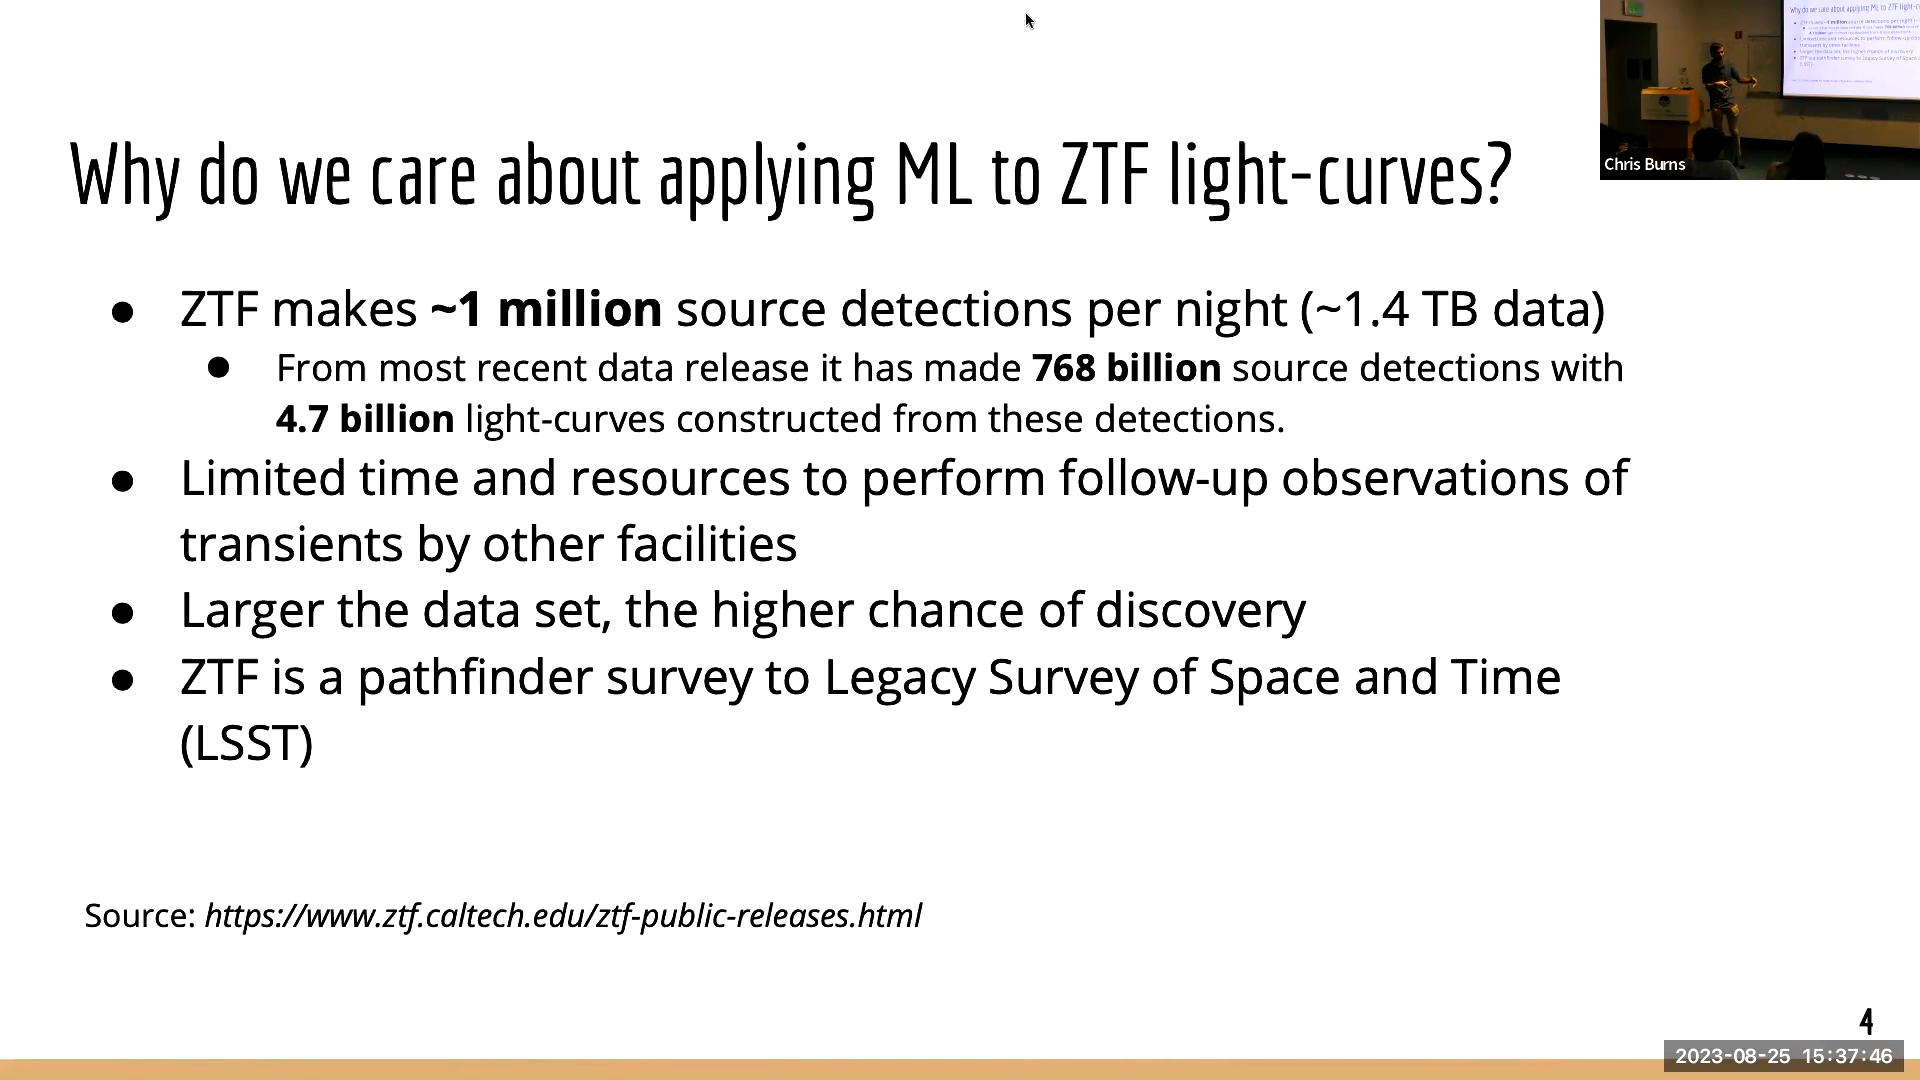 Why do we care about applying ML to ZTF light-curves?
Chris Burns
● ZTF makes ~1 million source detections per night (~1.4 TB data)
● From most recent data release it has made 768 billion source detections with
4.7 billion light-curves constructed from these detections.
● Limited time and resources to perform follow-up observations of
transients by other facilities
● Larger the data set, the higher chance of discovery
● ZTF is a pathfinder survey to Legacy Survey of Space and Time
(LSST)
Source: https://www.ztf.caltech.edu/ztf-public-releases.html
4
2023-08-25 15:37:46